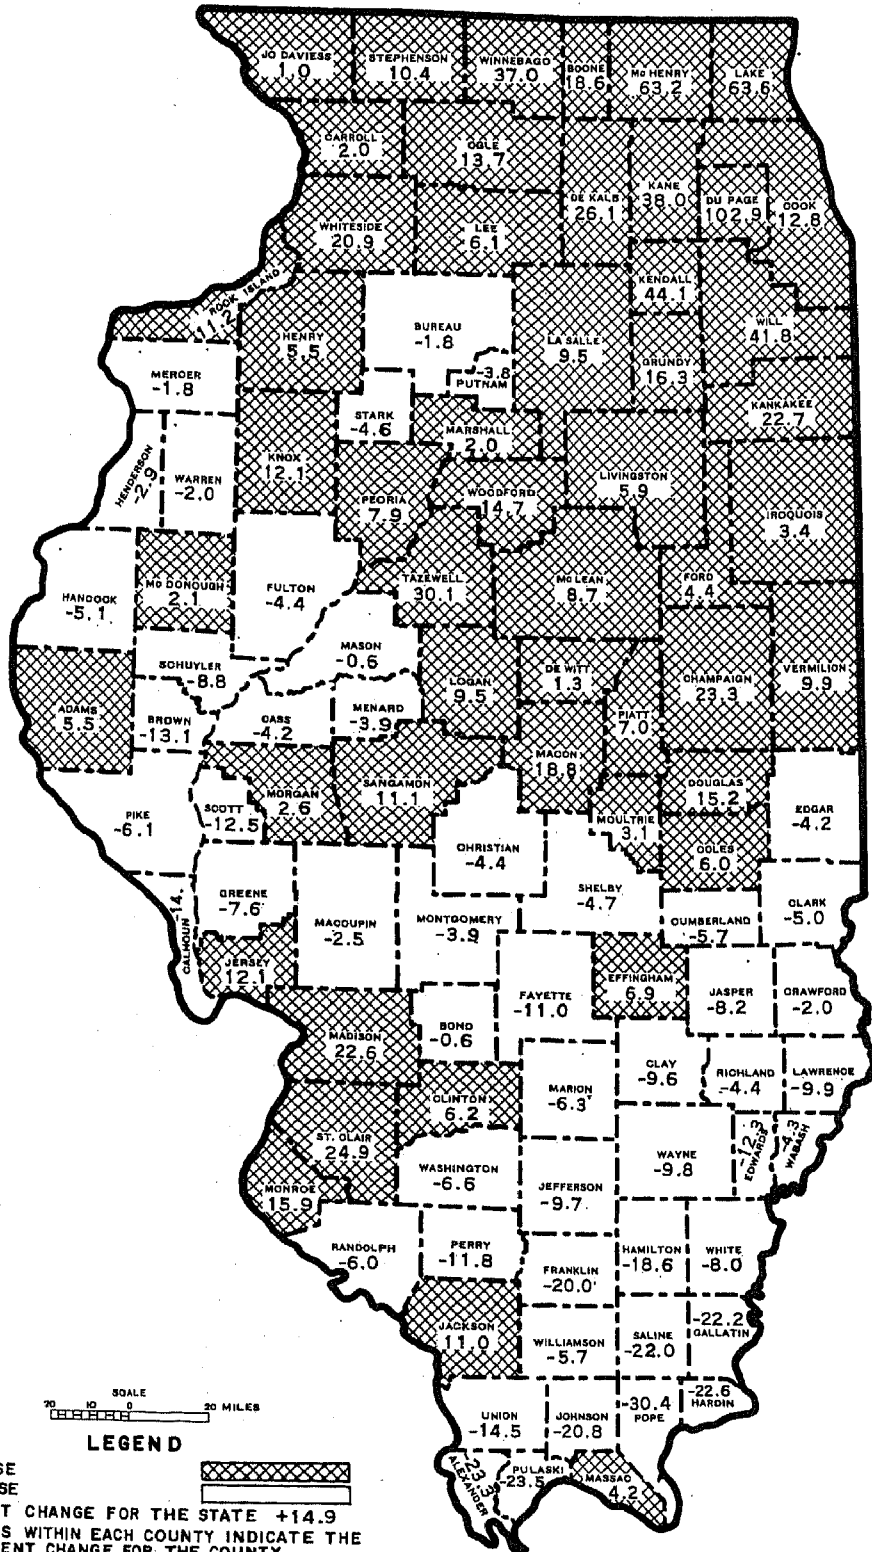 JO DAVIESS
1.0
STEPHENSON
10.4
WINNEBAGO
37.0
BOONE
18.6
McHENRY
63.2
LAKE
63.6
CARROLL
2.0
OGLE
13.7
DE KALB
26.1
KANE
38.0
DU PAGE
102.9
COOK
12.8
WHITESIDE
20.9
LEE
6.1
KENDALL
44.1
ROCK ISLAND
11.2
HENRY
5.5
BUREAU
-1.8
LA SALLE
9.5
GRUNDY
16.3
WILL
41.8
MERCER
-1.8
-3.8
PUTNAM
STARK
-4.6
MARSHALL
2.0
KANKAKEE
22.7
HENDERSON
-2.9
WARREN
-2.0
KNOX
12.1
PEORIA
7.9
WOODFORD
14.7
LIVINGSTON
5.9
IROQUOIS
3.4
HANCOCK
-5.1
McDONOUGH
2.1
FULTON
-4.4
TAZEWELL
30.1
McLEAN
8.7
FORD
4.4
SCHUYLER
-8.8
MASON
-0.6
LOGAN
9.5
DE WITT
1.3
PIATT
7.0
CHAMPAIGN
23.3
VERMILION
9.9
ADAMS
5.5
BROWN
-13.1
CASS
-4.2
MENARD
-3.9
MACON
18.8
PIKE
-6.1
SCOTT
-12.5
MORGAN
2.6
SANGAMON
11.1
MOULTRIE
3.1
DOUGLAS
15.2
EDGAR
-4.2
CHRISTIAN
-4.4
COLES
6.0
CALHOUN
-14.
GREENE
-7.6
MACOUPIN
-2.5
MONTGOMERY
-3.9
SHELBY
-4.7
CUMBERLAND
-5.7
CLARK
-5.0
JERSEY
12.1
FAYETTE
-11.0
EFFINGHAM
6.9
JASPER
-8.2
CRAWFORD
-2.0
MADISON
22.6
BOND
-0.6
CLAY
-9.6
RICHLAND
-4.4
LAWRENCE
-9.9
CLINTON
6.2
MARION
-6.3
ST. CLAIR
24.9
WASHINGTON
-6.6
WAYNE
-9.8
-12.3
EDWARDS
-4.3
WABASH
MONROE
15.9
JEFFERSON
-9.7
RANDOLPH
-6.0
PERRY
-11.8
FRANKLIN
-20.0
HAMILTON
-18.6
WHITE
-8.0
JACKSON
11.0
WILLIAMSON
-5.7
SALINE
-22.0
-22.2
GALLATIN
UNION
-14.5
JOHNSON
-20.8
-30.4
POPE
-22.6
HARDIN
-23.3
ALEXANDER
PULASKI
-23.5
MASSAC
4.2
SCALE
20 10 0 20 MILES
LEGEND
SE
SE
T CHANGE FOR THE STATE +14.9
S WITHIN EACH COUNTY INDICATE THE
ENT CHANGE FOR THE COUNTY